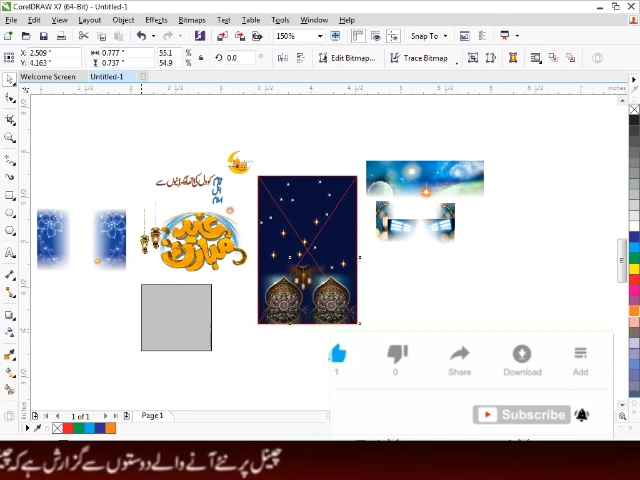 CorelDRAW X7 (64-Bit) - Untitled-1
File Edit View Layout Object Effects Bitmaps Text Table Tools Window Help
150% Snap To
X: 2.509 " 0.777 " 55.1 0.0 Edit Bitmap... Trace Bitmap
Y: 4.163 " 0.737 " 54.9
Welcome Screen Untitled-1
inches
عید مبارک
1 0 Share Download Add
Subscribe
1 of 1 Page 1
چینل پر نئے آنے والے دوستوں سے گزارش ہے کہ